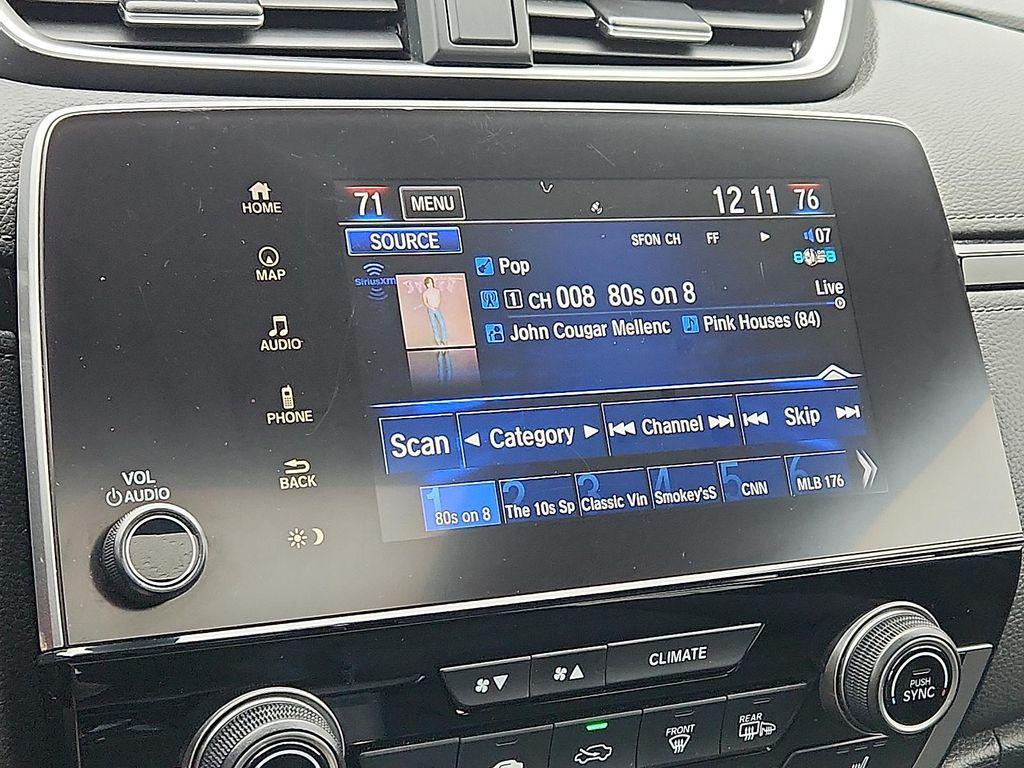 71 MENU 12 11 76
HOME
SOURCE SFON CH FF 07
SiriusXM Pop
MAP
1 CH 008 80s on 8 Live
John Cougar Mellenc Pink Houses (84)
AUDIO
PHONE
Scan Category Channel Skip
BACK
1 80s on 8 2 The 10s Sp 3 Classic Vin 4 Smokey'sS 5 CNN 6 MLB 176
VOL
AUDIO
CLIMATE
PUSH
SYNC
FRONT REAR